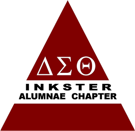 ΔΣΘ
INKSTER
ALUMNAE CHAPTER